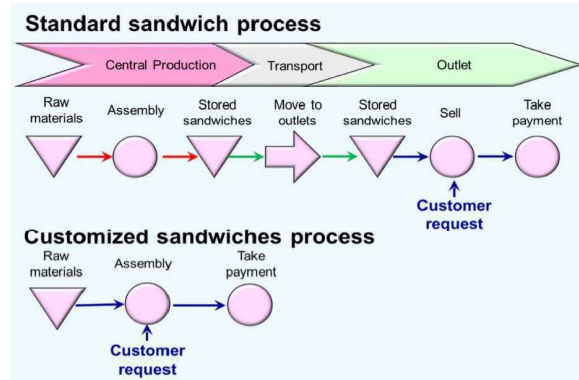 Standard sandwich process
Central Production
Transport
Outlet
Raw
materials
Assembly
Stored
sandwiches
Move to
outlets
Stored
sandwiches
Sell
Take
payment
Customer
request
Customized sandwiches process
Raw
materials
Assembly
Take
payment
Customer
request